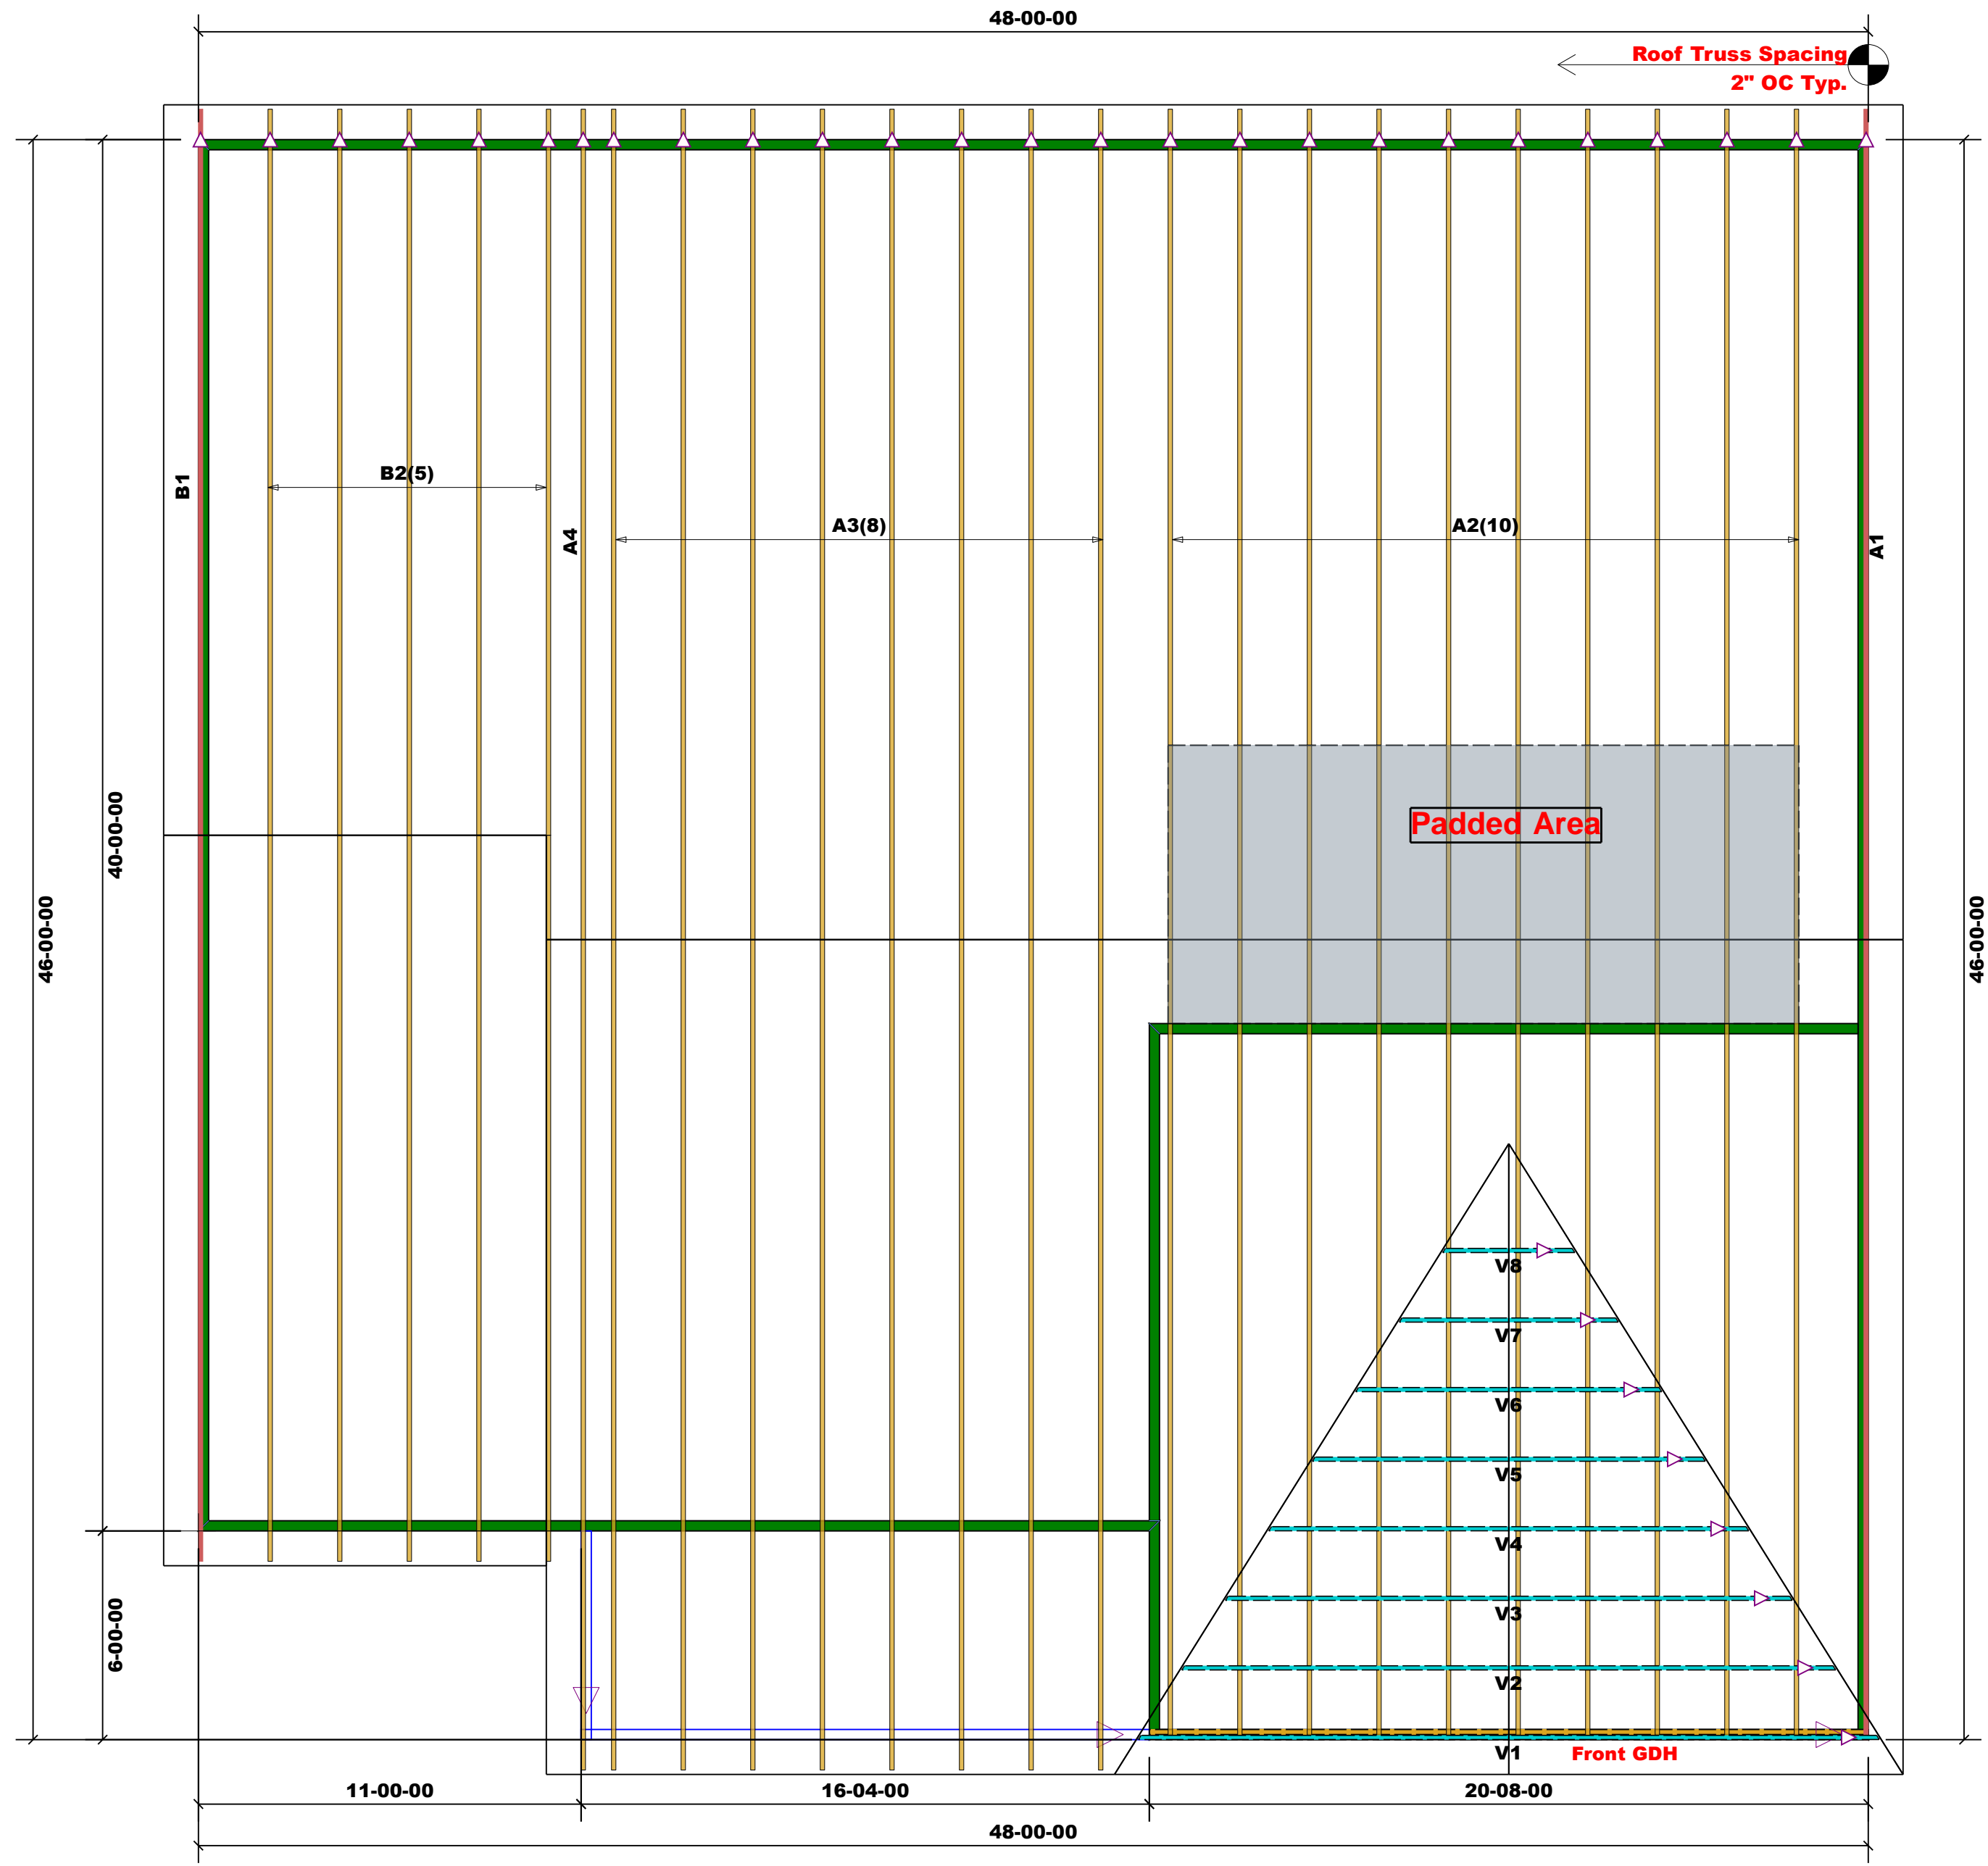 48-00-00
Roof Truss Spacing
2" OC Typ.
B1
B2(5)
A4
A3(8)
A2(10)
A1
Padded Area
40-00-00
46-00-00
46-00-00
V8
V7
V6
V5
V4
V3
6-00-00
V2
V1
Front GDH
11-00-00
16-04-00
20-08-00
48-00-00